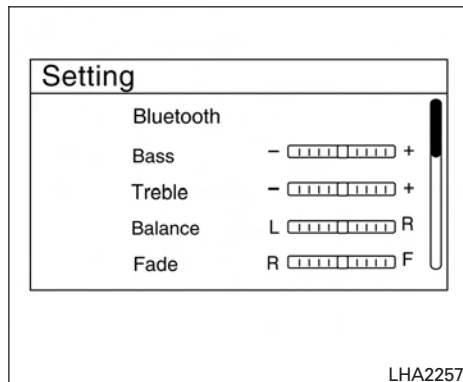 Setting
Bluetooth
Bass - +
Treble - +
Balance L R
Fade R F
LHA2257